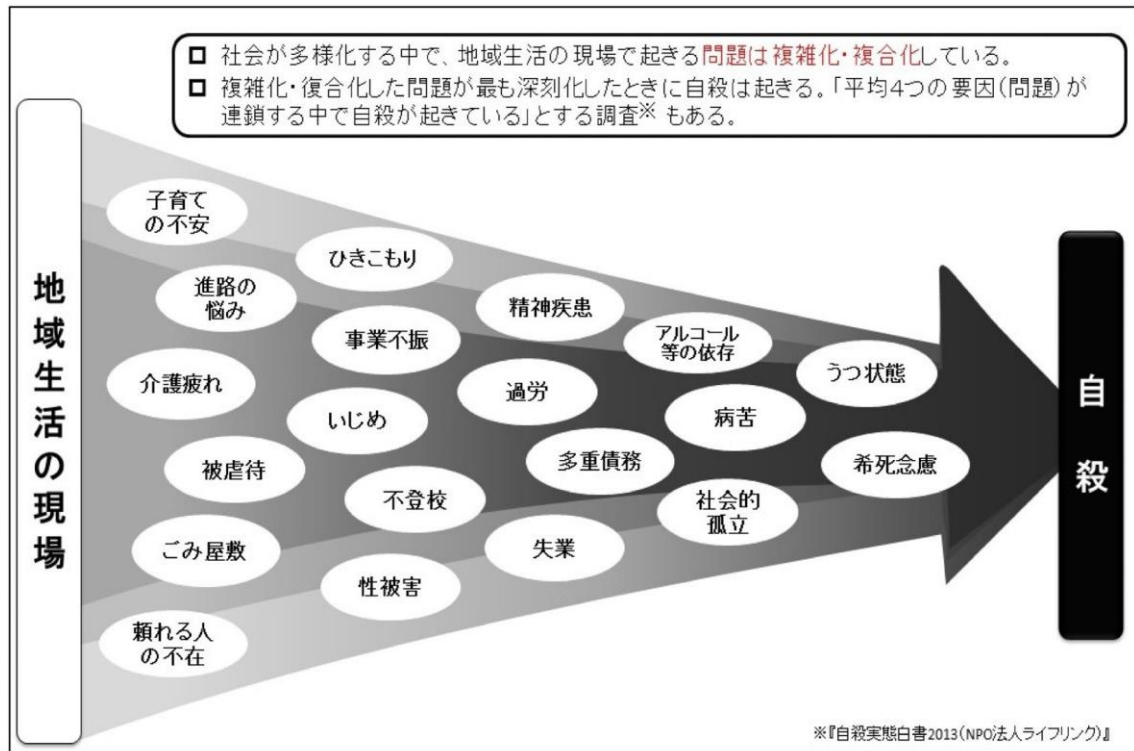 □ 社会が多様化する中で、地域生活の現場で起きる問題は複雑化・複合化している。
□ 複雑化・復合化した問題が最も深刻化したときに自殺は起きる。「平均4つの要因(問題)が
連鎖する中で自殺が起きている」とする調査※ もある。
地域生活の現場
子育て
の不安
ひきこもり
進路の
悩み
精神疾患
事業不振
アルコール
等の依存
うつ状態
介護疲れ
過労
いじめ
病苦
被虐待
多重債務
希死念慮
不登校
社会的
孤立
ごみ屋敷
失業
性被害
頼れる人
の不在
自殺
※『自殺実態白書2013(NPO法人ライフリンク)』